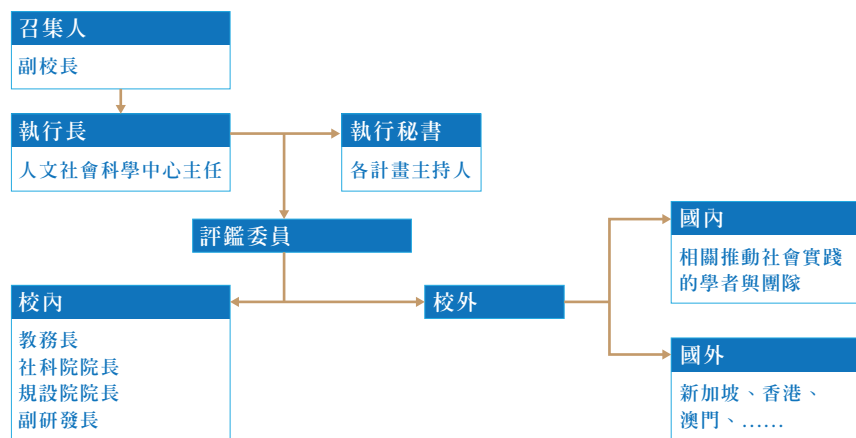 召集人
副校長
執行長
人文社會科學中心主任
執行秘書
各計畫主持人
評鑑委員
校內
教務長
社科院院長
規設院院長
副研發長
校外
國內
相關推動社會實踐
的學者與團隊
國外
新加坡、香港、
澳門、......